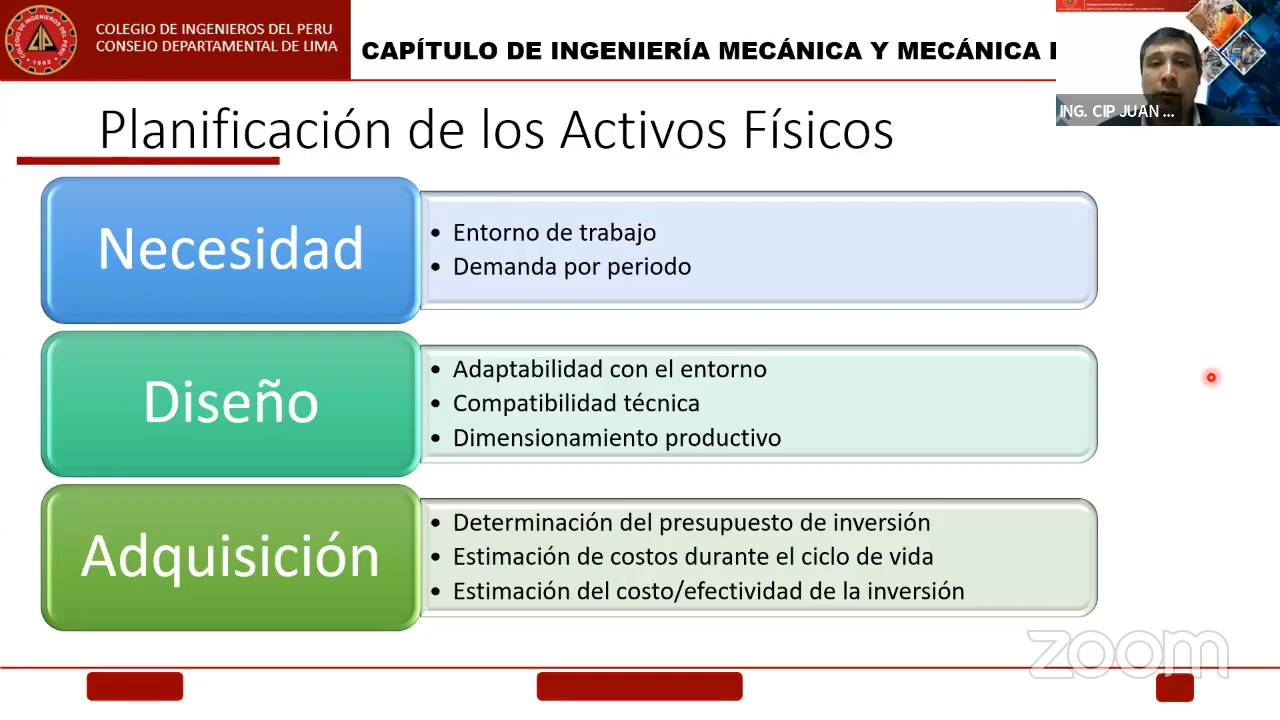 COLEGIO DE INGENIEROS DEL PERU
CONSEJO DEPARTAMENTAL DE LIMA
CAPÍTULO DE INGENIERÍA MECÁNICA Y MECÁNICA
ING. CIP JUAN ...
Planificación de los Activos Físicos
Necesidad
• Entorno de trabajo
• Demanda por periodo
Diseño
• Adaptabilidad con el entorno
• Compatibilidad técnica
• Dimensionamiento productivo
Adquisición
• Determinación del presupuesto de inversión
• Estimación de costos durante el ciclo de vida
• Estimación del costo/efectividad de la inversión
zoom